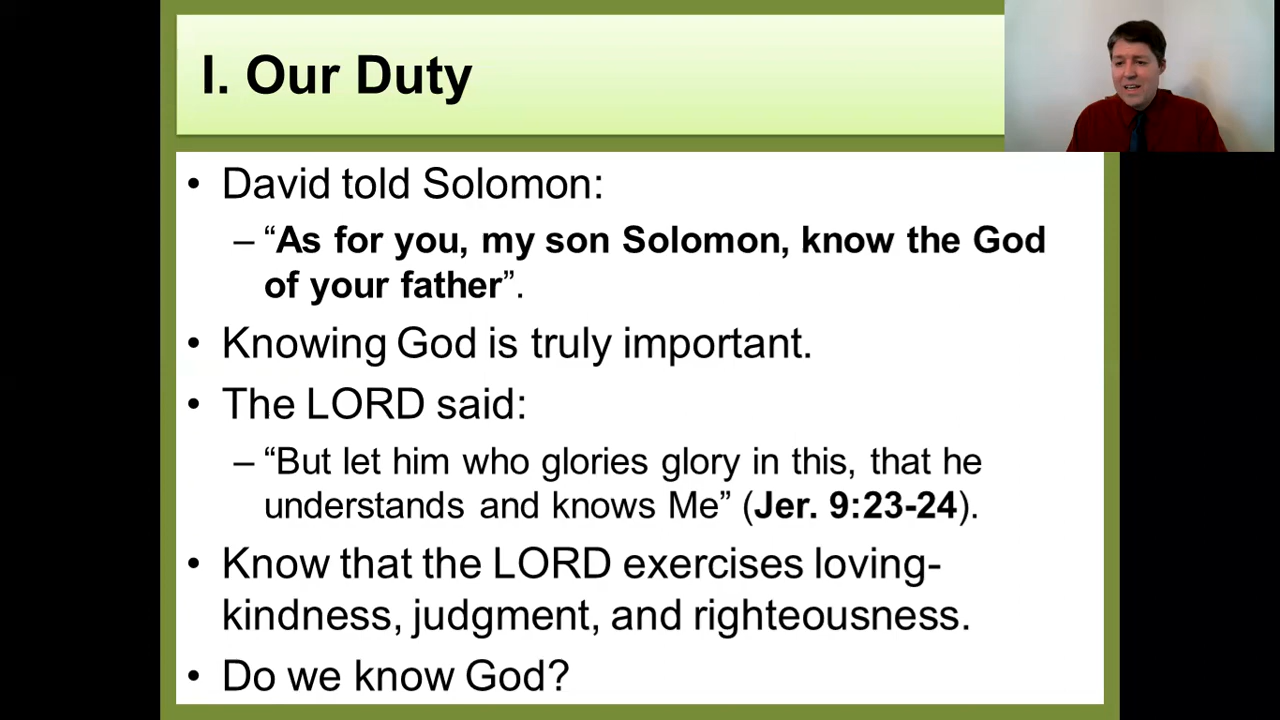 I. Our Duty
• David told Solomon:
– “As for you, my son Solomon, know the God
of your father”.
• Knowing God is truly important.
• The LORD said:
– “But let him who glories glory in this, that he
understands and knows Me” (Jer. 9:23-24).
• Know that the LORD exercises loving-
kindness, judgment, and righteousness.
• Do we know God?